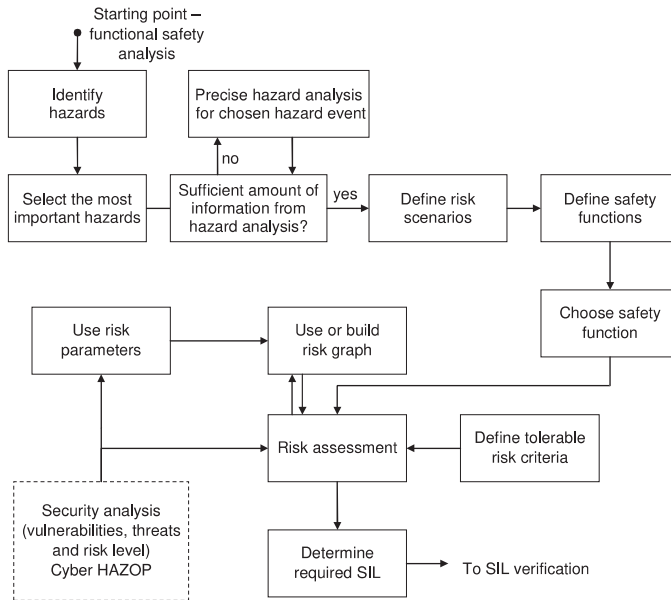 Starting point –
functional safety
analysis
Identify
hazards
Precise hazard analysis
for chosen hazard event
no
Select the most
important hazards
Sufficient amount of
information from
hazard analysis?
yes
Define risk
scenarios
Define safety
functions
Choose safety
function
Use risk
parameters
Use or build
risk graph
Risk assessment
Define tolerable
risk criteria
Security analysis
(vulnerabilities, threats
and risk level)
Cyber HAZOP
Determine
required SIL
To SIL verification